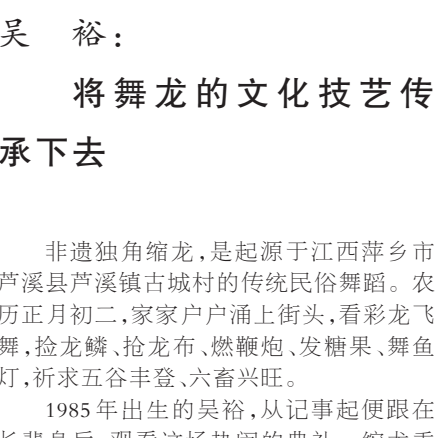 吴　裕：
将舞龙的文化技艺传
承下去
非遗独角缩龙,是起源于江西萍乡市
芦溪县芦溪镇古城村的传统民俗舞蹈。农
历正月初二,家家户户涌上街头,看彩龙飞
舞,捡龙鳞、抢龙布、燃鞭炮、发糖果、舞鱼
灯,祈求五谷丰登、六畜兴旺。
1985年出生的吴裕,从记事起便跟在